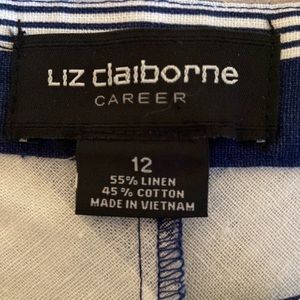 Liz claiborne
CAREER
12
55% LINEN
45% COTTON
MADE IN VIETNAM